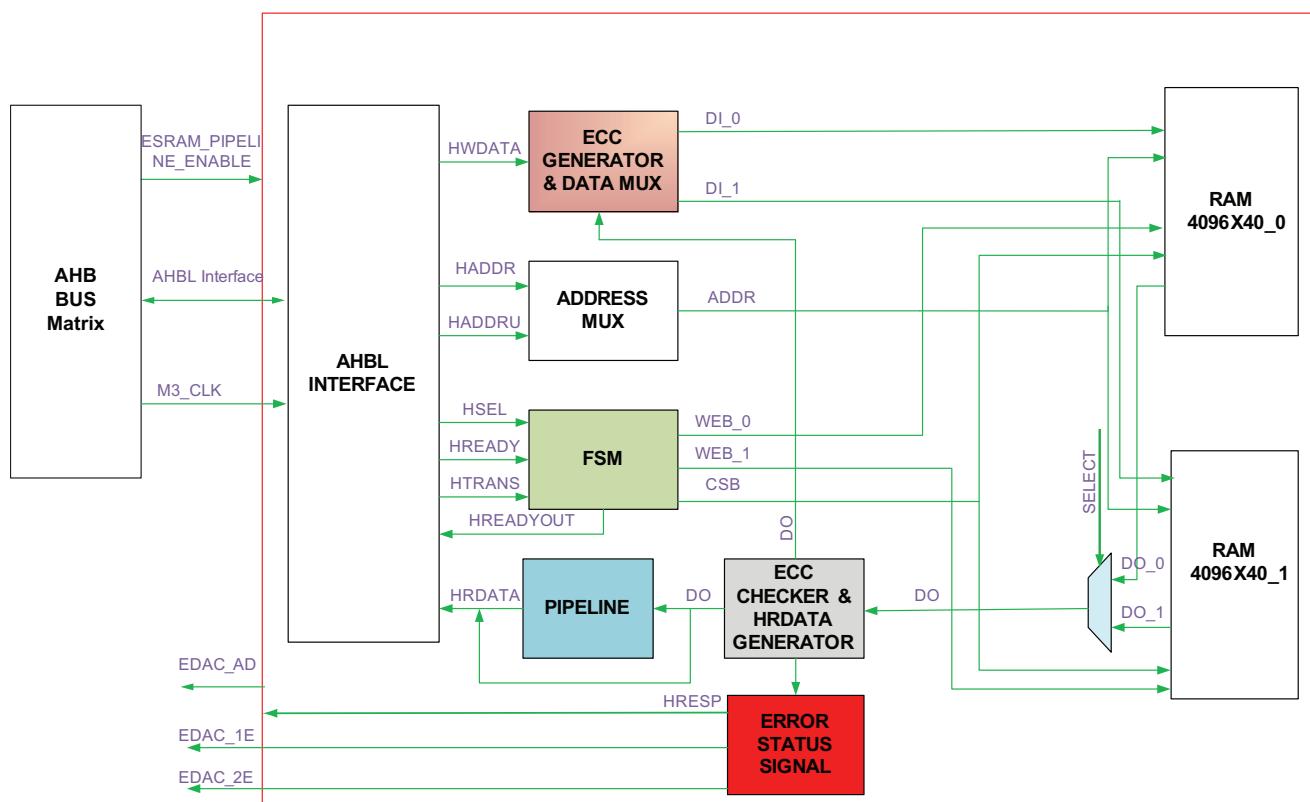 AHB
BUS
Matrix
ESRAM_PIPELI
NE_ENABLE
AHBL Interface
M3_CLK
AHBL
INTERFACE
HWDATA
HADDR
HADDRU
HSEL
HREADY
HTRANS
HREADYOUT
HRDATA
ECC
GENERATOR
& DATA MUX
ADDRESS
MUX
FSM
PIPELINE
DO
ECC
CHECKER &
HRDATA
GENERATOR
DO
DO
ERROR
STATUS
SIGNAL
DI_0
DI_1
ADDR
WEB_0
WEB_1
CSB
SELECT
DO_0
DO_1
RAM
4096X40_0
RAM
4096X40_1
EDAC_AD
HRESP
EDAC_1E
EDAC_2E